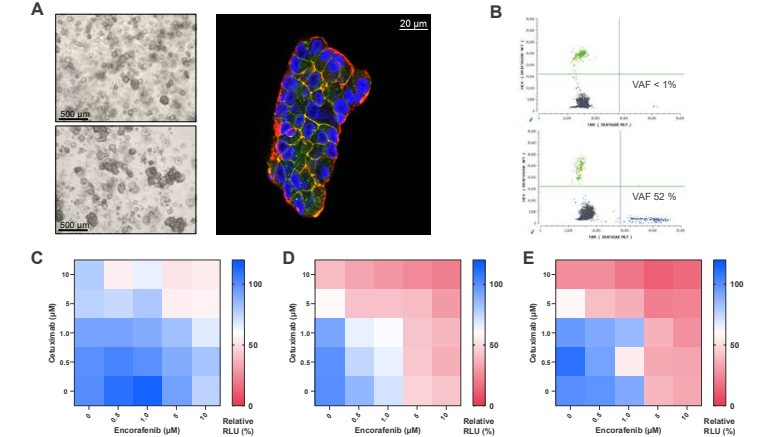 A
500 µm
500 µm
20 µm
B
VAF < 1%
VAF 52 %
C
Cetuximab (µM)
10
5
1.0
0.5
0
0
0.5
1.0
5
10
Encorafenib (µM)
100
50
0
Relative
RLU (%)
D
Cetuximab (µM)
10
5
1.0
0.5
0
0
0.5
1.0
5
10
Encorafenib (µM)
100
50
0
Relative
RLU (%)
E
Cetuximab (µM)
10
5
1.0
0.5
0
0
0.5
1.0
5
10
Encorafenib (µM)
100
50
0
Relative
RLU (%)